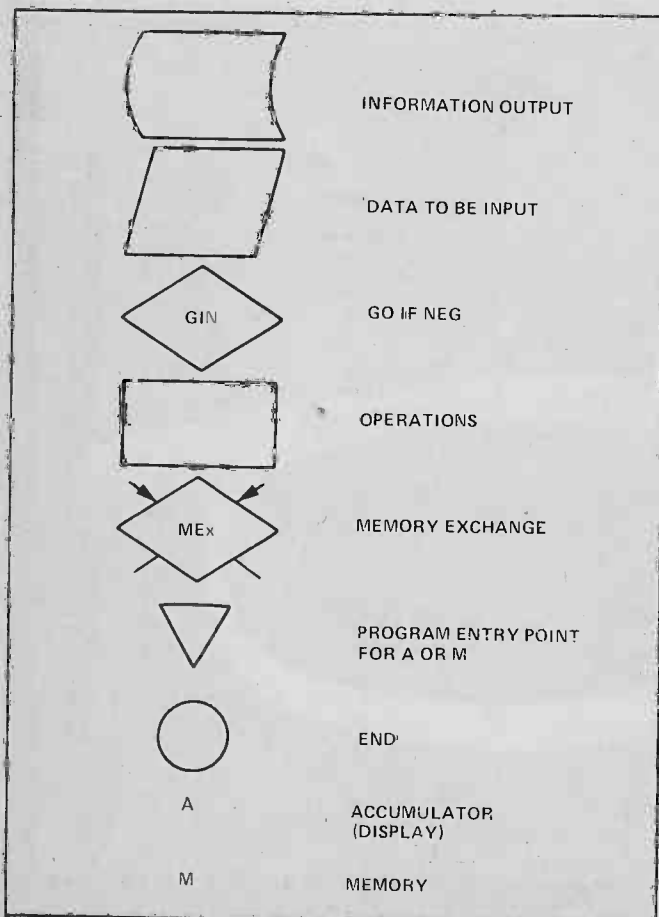 INFORMATION OUTPUT
DATA TO BE INPUT
GIN
GO IF NEG
OPERATIONS
MEx
MEMORY EXCHANGE
PROGRAM ENTRY POINT
FOR A OR M
END
A
ACCUMULATOR
(DISPLAY)
M
MEMORY